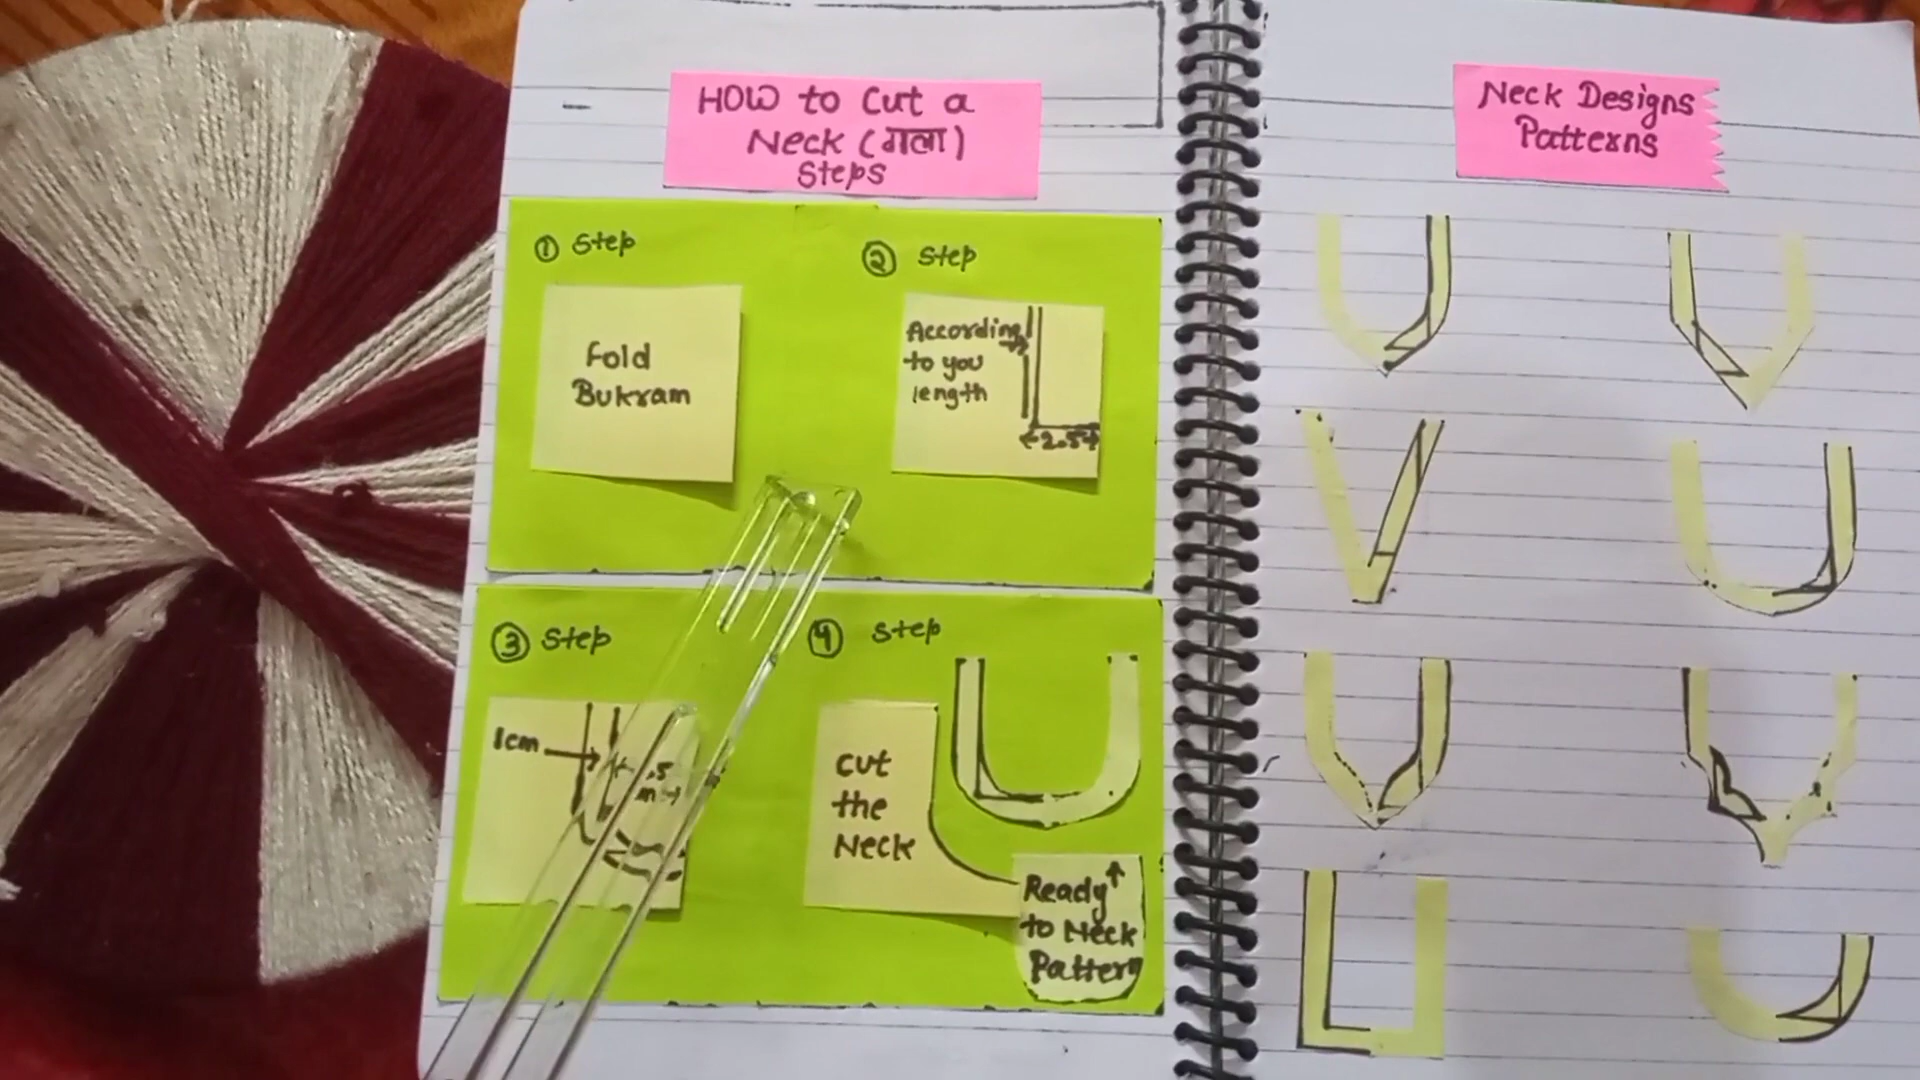 HOW to Cut a
Neck (गला)
Steps
① Step
Fold
Bukram
② Step
According
to you
length
2.5
③ Step
1cm
④ Step
Cut
the
Neck
Ready
to Neck
Pattern
Neck Designs
Patterns